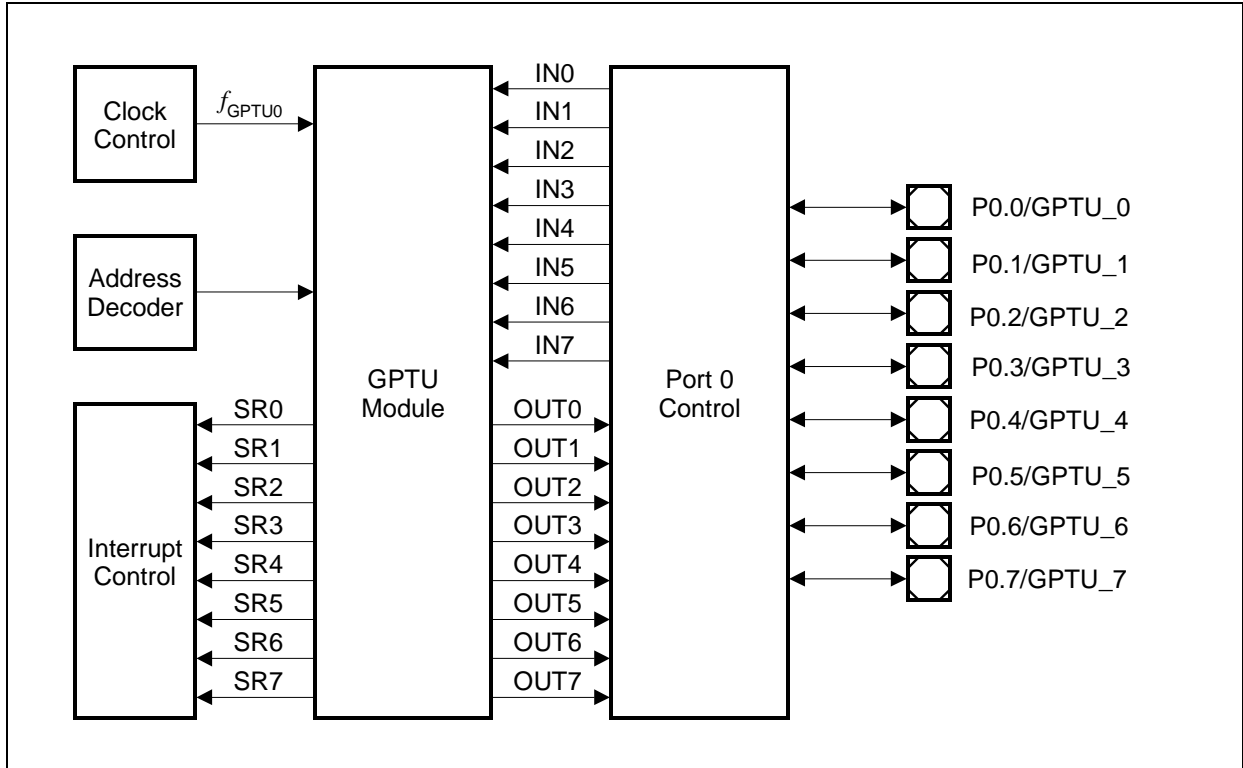 Clock
Control
fGPTU0
Address
Decoder
Interrupt
Control
SR0
SR1
SR2
SR3
SR4
SR5
SR6
SR7
GPTU
Module
IN0
IN1
IN2
IN3
IN4
IN5
IN6
IN7
OUT0
OUT1
OUT2
OUT3
OUT4
OUT5
OUT6
OUT7
Port 0
Control
P0.0/GPTU_0
P0.1/GPTU_1
P0.2/GPTU_2
P0.3/GPTU_3
P0.4/GPTU_4
P0.5/GPTU_5
P0.6/GPTU_6
P0.7/GPTU_7